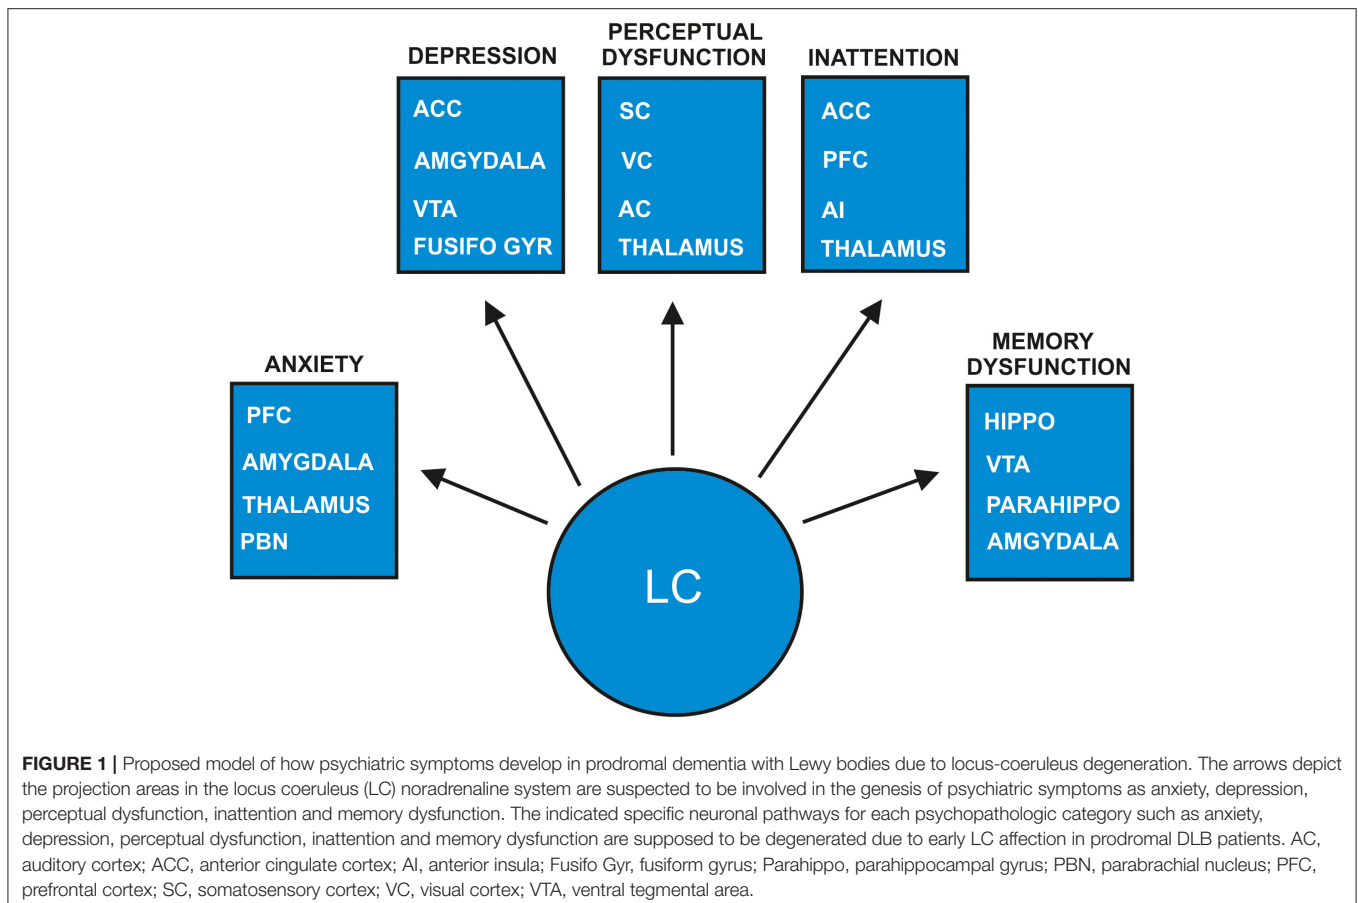 DEPRESSION
ACC
AMGYDALA
VTA
FUSIFO GYR
PERCEPTUAL
DYSFUNCTION
SC
VC
AC
THALAMUS
INATTENTION
ACC
PFC
AI
THALAMUS
ANXIETY
PFC
AMYGDALA
THALAMUS
PBN
MEMORY
DYSFUNCTION
HIPPO
VTA
PARAHIPPO
AMGYDALA
LC
FIGURE 1 | Proposed model of how psychiatric symptoms develop in prodromal dementia with Lewy bodies due to locus-coeruleus degeneration. The arrows depict
the projection areas in the locus coeruleus (LC) noradrenaline system are suspected to be involved in the genesis of psychiatric symptoms as anxiety, depression,
perceptual dysfunction, inattention and memory dysfunction. The indicated specific neuronal pathways for each psychopathologic category such as anxiety,
depression, perceptual dysfunction, inattention and memory dysfunction are supposed to be degenerated due to early LC affection in prodromal DLB patients. AC,
auditory cortex; ACC, anterior cingulate cortex; AI, anterior insula; Fusifo Gyr, fusiform gyrus; Parahippo, parahippocampal gyrus; PBN, parabrachial nucleus; PFC,
prefrontal cortex; SC, somatosensory cortex; VC, visual cortex; VTA, ventral tegmental area.